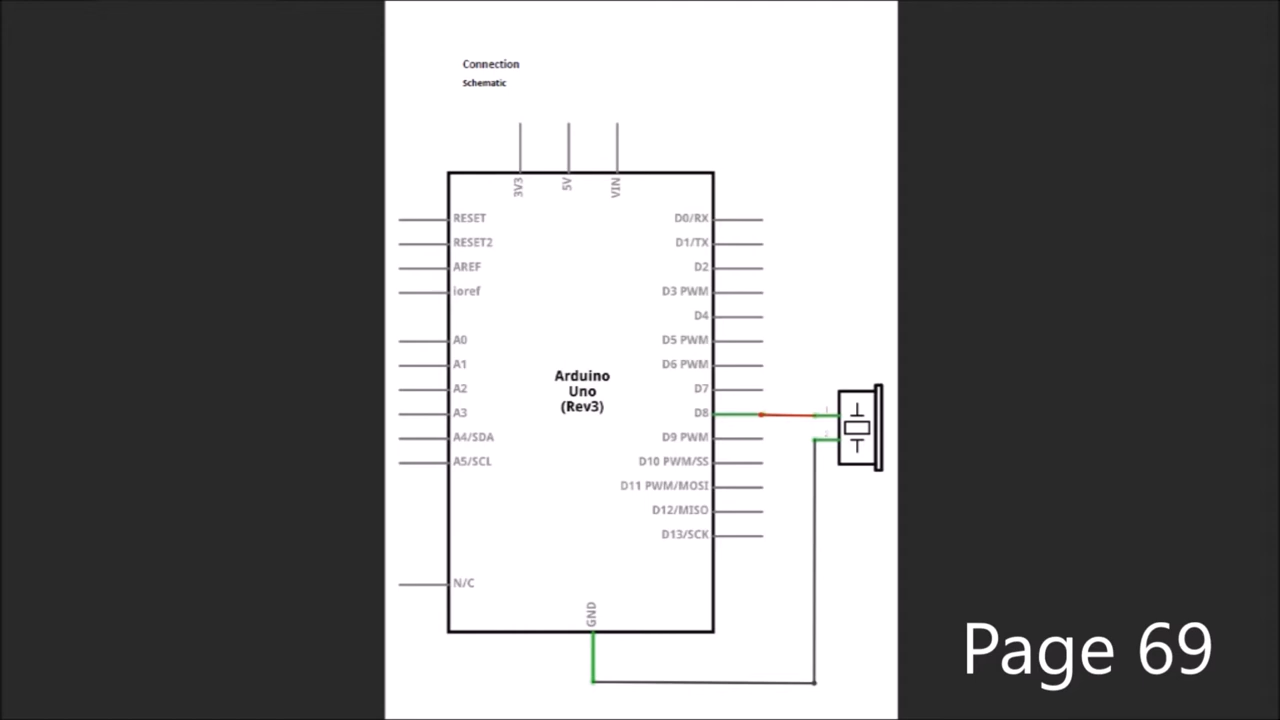 Connection
Schematic
3V3
5V
VIN
RESET
RESET2
AREF
ioref
A0
A1
A2
A3
A4/SDA
A5/SCL
N/C
D0/RX
D1/TX
D2
D3 PWM
D4
D5 PWM
D6 PWM
D7
D8
D9 PWM
D10 PWM/SS
D11 PWM/MOSI
D12/MISO
D13/SCK
Arduino
Uno
(Rev3)
GND
Page 69